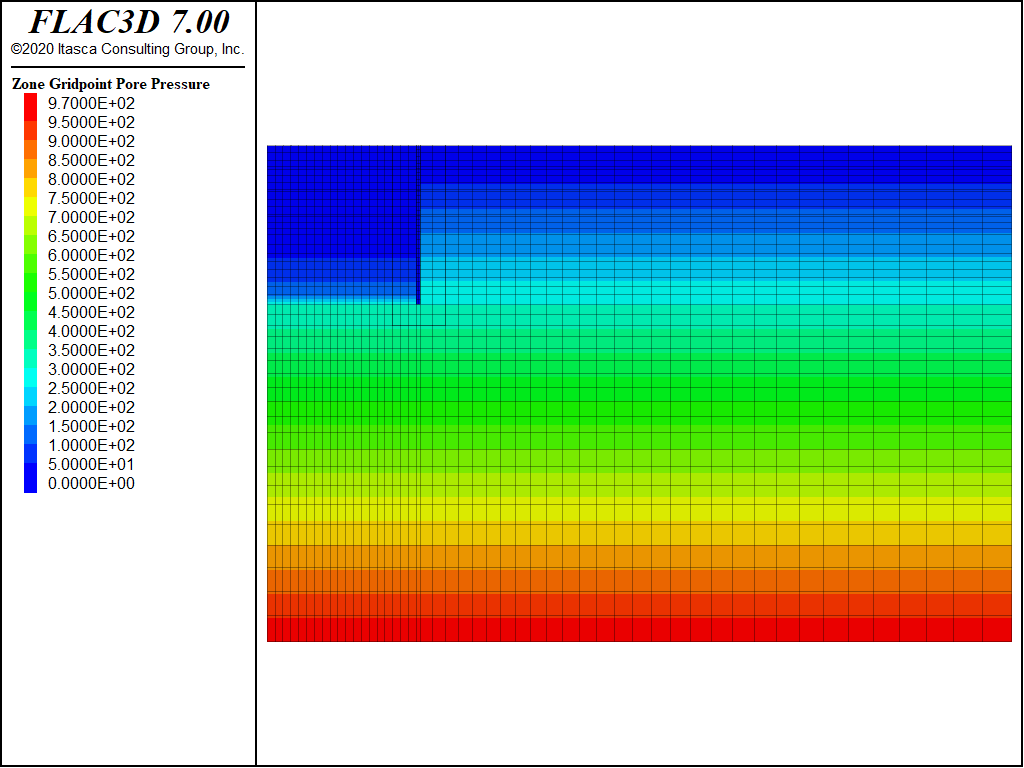 FLAC3D 7.00
©2020 Itasca Consulting Group, Inc.
Zone Gridpoint Pore Pressure
9.7000E+02
9.5000E+02
9.0000E+02
8.5000E+02
8.0000E+02
7.5000E+02
7.0000E+02
6.5000E+02
6.0000E+02
5.5000E+02
5.0000E+02
4.5000E+02
4.0000E+02
3.5000E+02
3.0000E+02
2.5000E+02
2.0000E+02
1.5000E+02
1.0000E+02
5.0000E+01
0.0000E+00